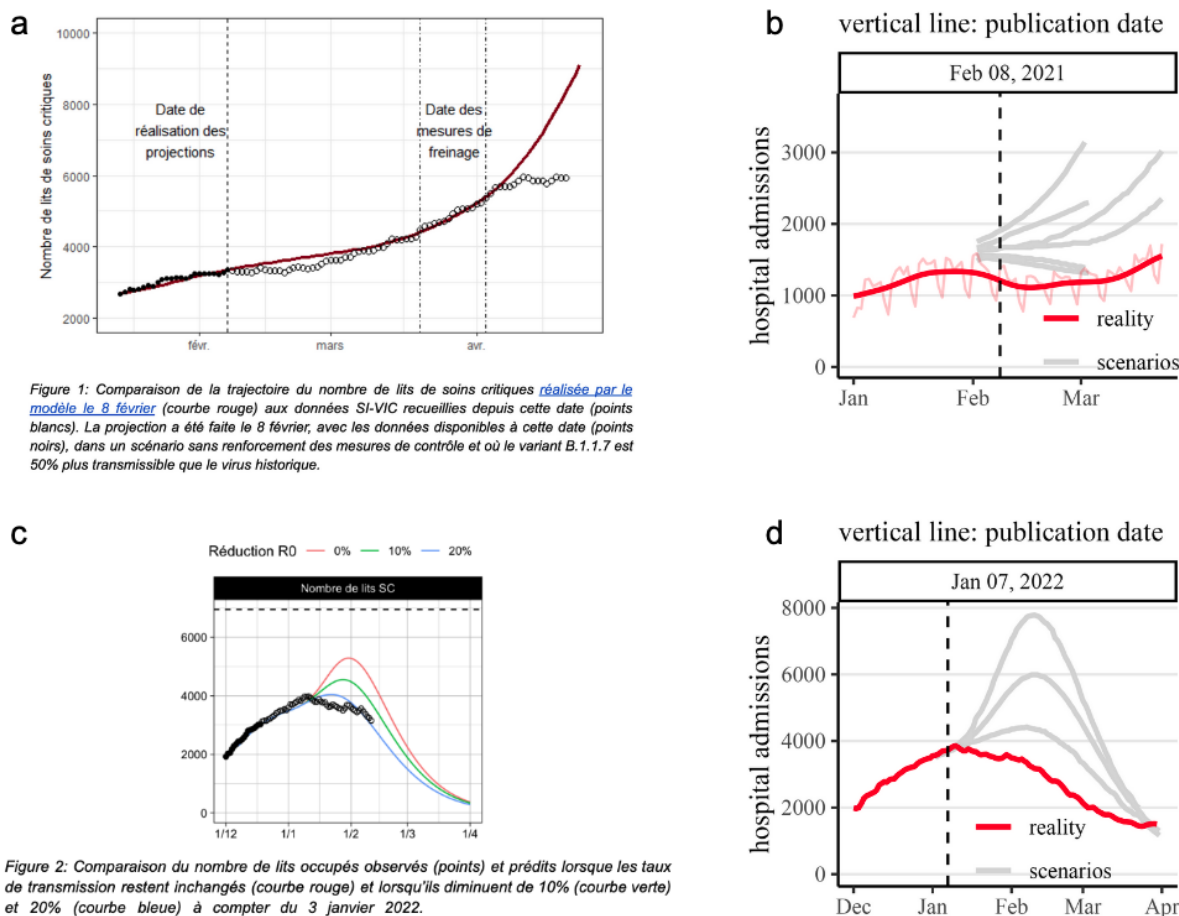 a
10000
8000
6000
4000
2000
Nombre de lits de soins critiques
Date de
réalisation des
projections
Date des
mesures de
freinage
févr.
mars
avr.
Figure 1: Comparaison de la trajectoire du nombre de lits de soins critiques réalisée par le
modèle le 8 février (courbe rouge) aux données SI-VIC recueillies depuis cette date (points
blancs). La projection a été faite le 8 février, avec les données disponibles à cette date (points
noirs), dans un scénario sans renforcement des mesures de contrôle et où le variant B.1.1.7 est
50% plus transmissible que le virus historique.
b
vertical line: publication date
Feb 08, 2021
hospital admissions
3000
2000
1000
0
reality
scenarios
Jan
Feb
Mar
c
Réduction R0 0% 10% 20%
Nombre de lits SC
6000
4000
2000
0
1/12
1/1
1/2
1/3
1/4
Figure 2: Comparaison du nombre de lits occupés observés (points) et prédits lorsque les taux
de transmission restent inchangés (courbe rouge) et lorsqu'ils diminuent de 10% (courbe verte)
et 20% (courbe bleue) à compter du 3 janvier 2022.
d
vertical line: publication date
Jan 07, 2022
hospital admissions
8000
6000
4000
2000
0
reality
scenarios
Dec
Jan
Feb
Mar
Apr